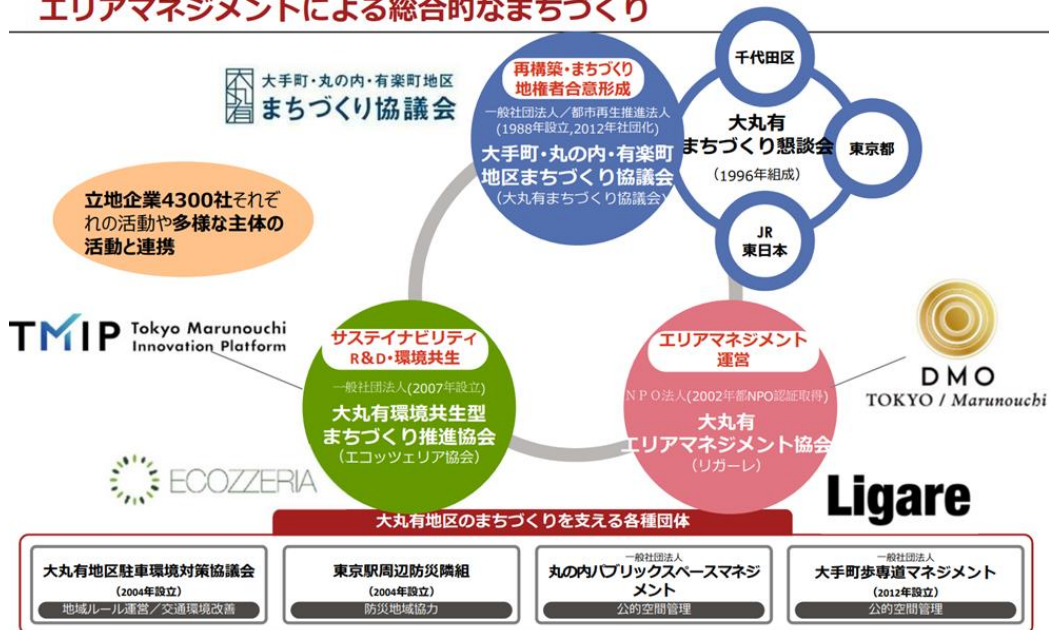 エリアマネジメントによる総合的なまちづくり
大丸有
大手町・丸の内・有楽町地区
まちづくり協議会
再構築・まちづくり
地権者合意形成
一般社団法人／都市再生推進法人
(1988年設立,2012年社団化)
大手町・丸の内・有楽町
地区まちづくり協議会
(大丸有まちづくり協議会)
千代田区
大丸有
まちづくり懇談会
(1996年組成)
東京都
JR
東日本
立地企業4300社それぞ
れの活動や多様な主体の
活動と連携
TMIP Tokyo Marunouchi
Innovation Platform
サステイナビリティ
R&D・環境共生
一般社団法人(2007年設立)
大丸有環境共生型
まちづくり推進協会
(エコッツェリア協会)
エリアマネジメント
運営
NPO法人(2002年都NPO認証取得)
大丸有
エリアマネジメント協会
(リガーレ)
DMO
TOKYO / Marunouchi
ECOZZERIA
Ligare
大丸有地区のまちづくりを支える各種団体
大丸有地区駐車環境対策協議会
(2004年設立)
地域ルール運営／交通環境改善
東京駅周辺防災隣組
(2004年設立)
防災地域協力
一般社団法人
丸の内パブリックスペースマネジ
メント
公的空間管理
一般社団法人
大手町歩専道マネジメント
(2012年設立)
公的空間管理